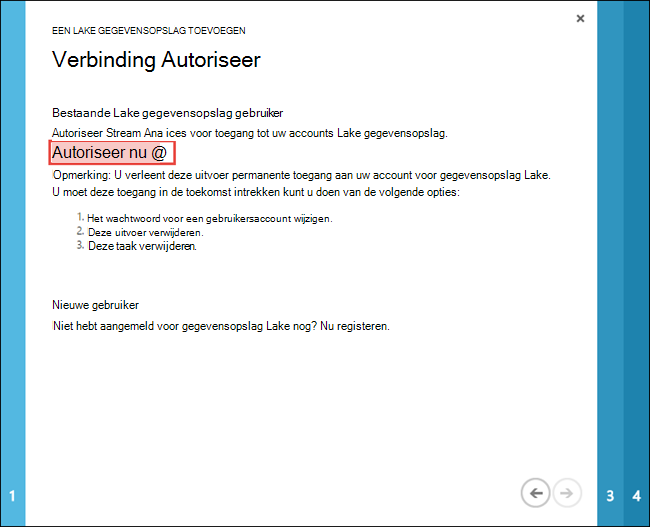 EEN LAKE GEGEVENSOPSLAG TOEVOEGEN
Verbinding Autoriseer
Bestaande Lake gegevensopslag gebruiker
Autoriseer Stream Ana ices voor toegang tot uw accounts Lake gegevensopslag.
Autoriseer nu @
Opmerking: U verleent deze uitvoer permanente toegang aan uw account voor gegevensopslag Lake.
U moet deze toegang in de toekomst intrekken kunt u doen van de volgende opties:
1. Het wachtwoord voor een gebruikersaccount wijzigen.
2. Deze uitvoer verwijderen.
3. Deze taak verwijderen.
Nieuwe gebruiker
Niet hebt aangemeld voor gegevensopslag Lake nog? Nu registeren.
1
3
4